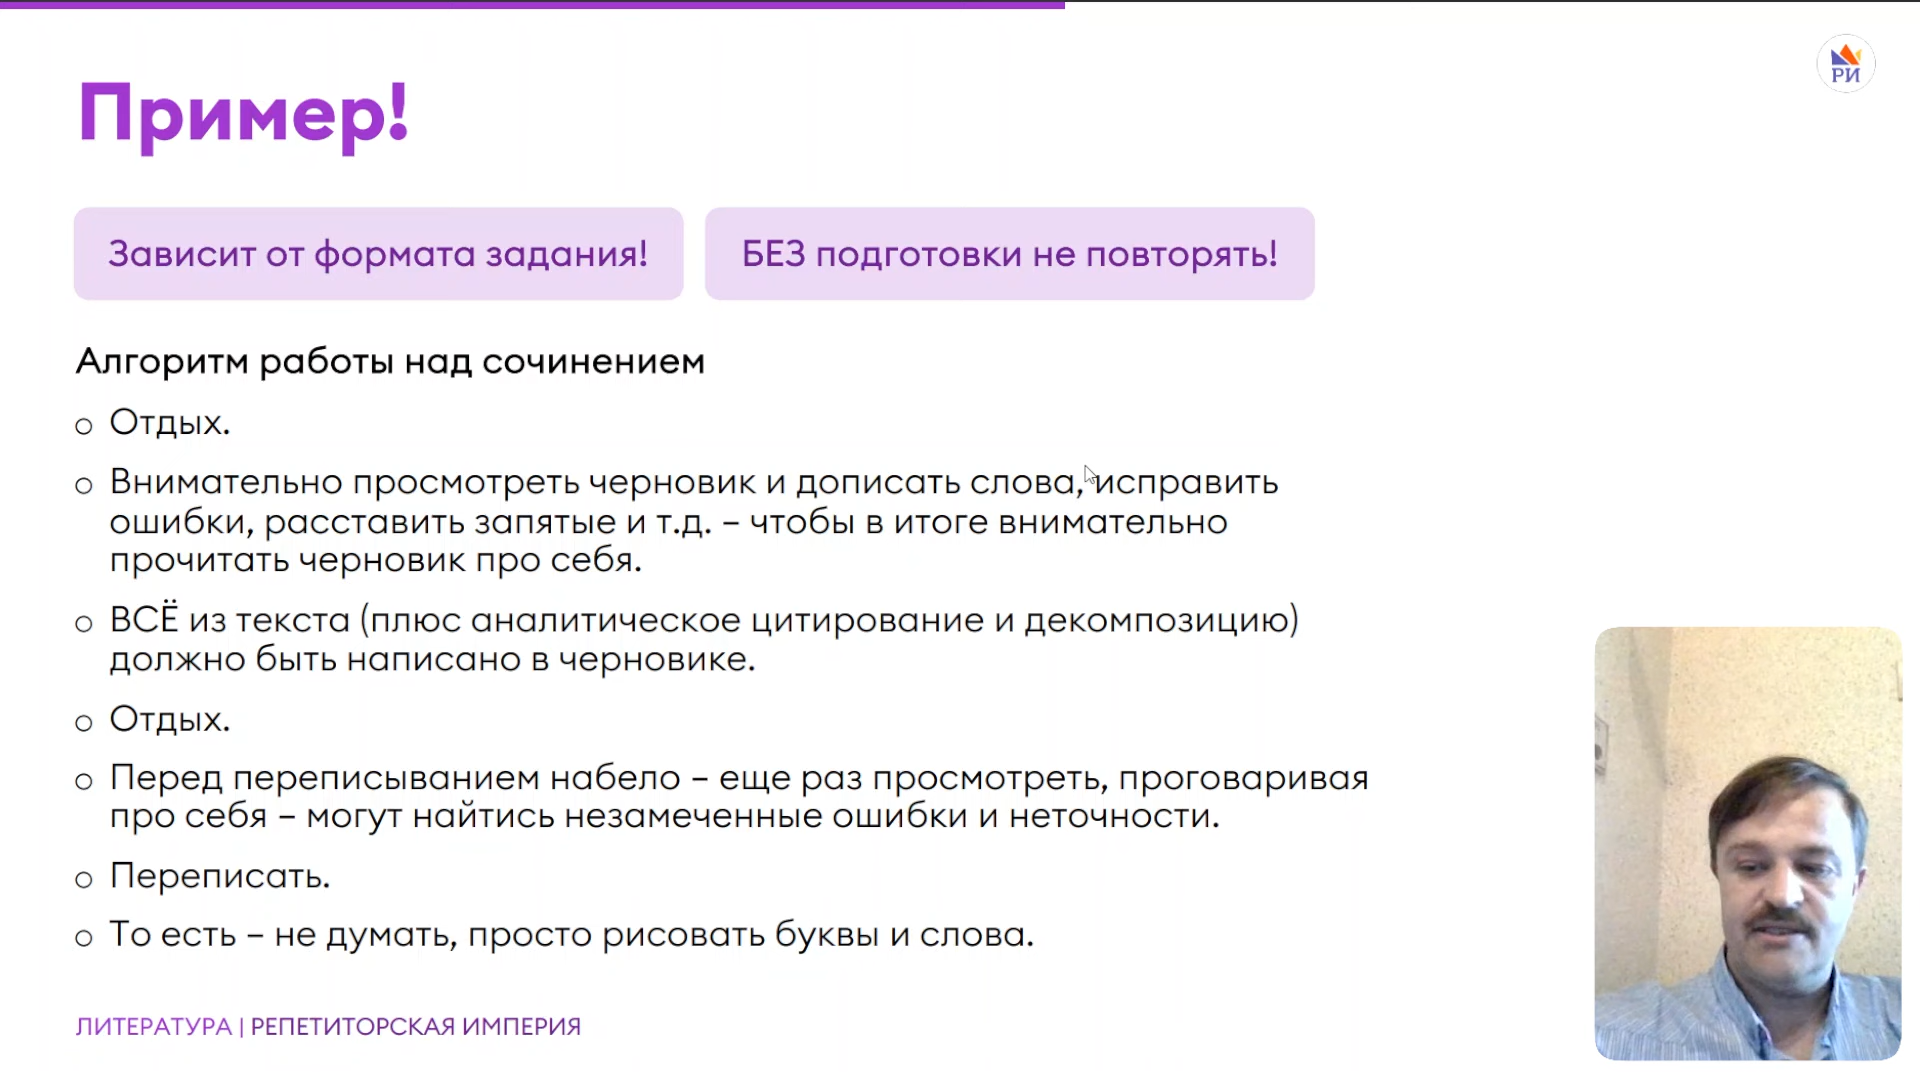 РИ
Пример!
Зависит от формата задания!
БЕЗ подготовки не повторять!
Алгоритм работы над сочинением
o Отдых.
o Внимательно просмотреть черновик и дописать слова, исправить
ошибки, расставить запятые и т.д. – чтобы в итоге внимательно
прочитать черновик про себя.
o ВСЁ из текста (плюс аналитическое цитирование и декомпозицию)
должно быть написано в черновике.
o Отдых.
o Перед переписыванием набело – еще раз просмотреть, проговаривая
про себя – могут найтись незамеченные ошибки и неточности.
o Переписать.
o То есть – не думать, просто рисовать буквы и слова.
ЛИТЕРАТУРА | РЕПЕТИТОРСКАЯ ИМПЕРИЯ